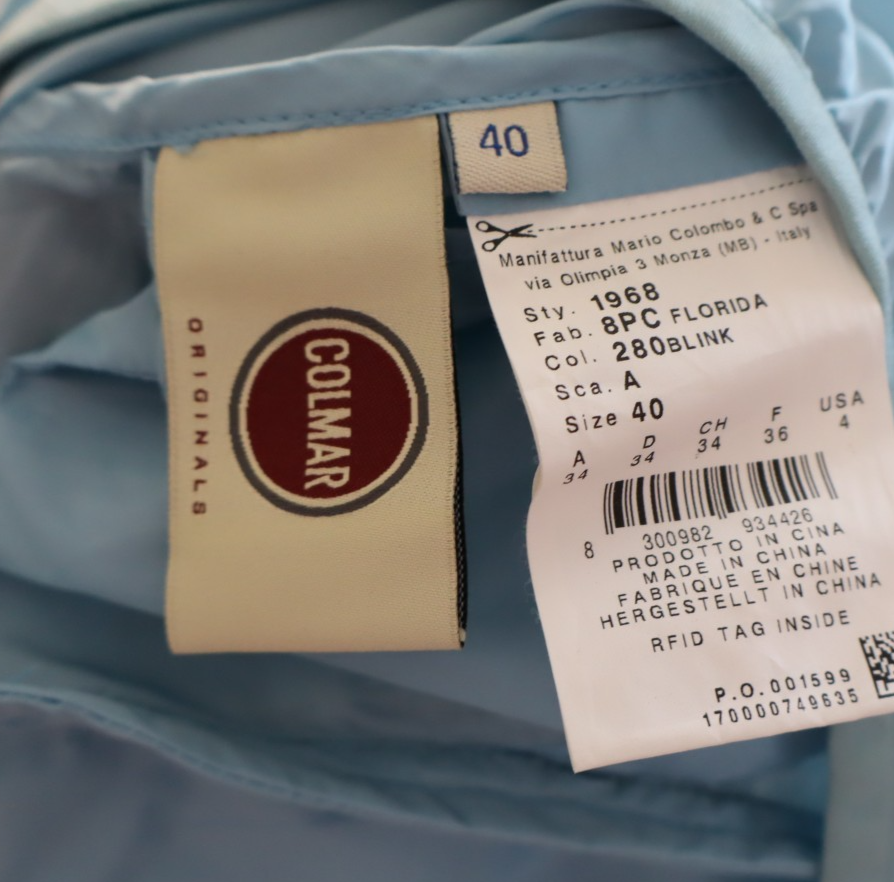 ORIGINALS
COLMAR
40
Manifattura Mario Colombo & C Spa
via Olimpia 3 Monza (MB) - Italy
Sty. 1968
Fab. 8PC FLORIDA
Col. 280BLINK
Sca. A
Size 40
A D CH F USA
34 34 34 36 4
8 300982 934426
PRODOTTO IN CINA
MADE IN CHINA
FABRIQUE EN CHINE
HERGESTELLT IN CHINA
RFID TAG INSIDE
P.O.001599
170000749635